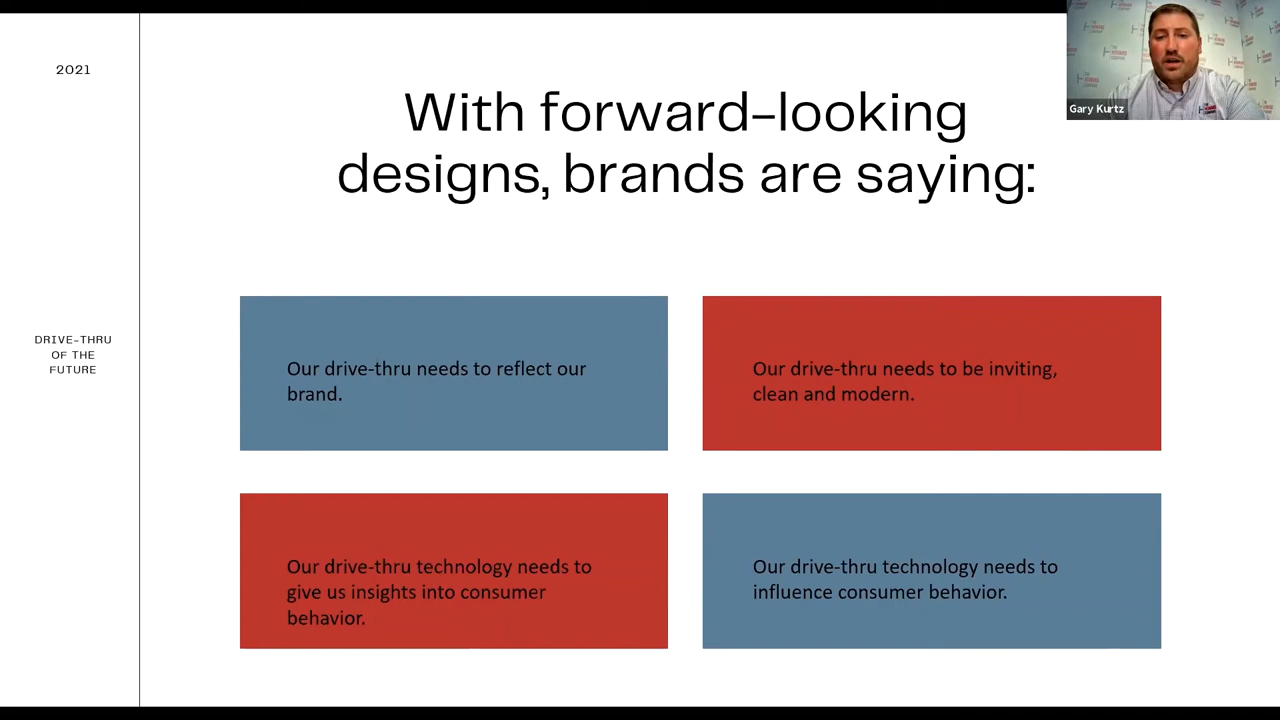 2021
With forward-looking
designs, brands are saying:
Gary Kurtz
DRIVE-THRU
OF THE
FUTURE
Our drive-thru needs to reflect our
brand.
Our drive-thru needs to be inviting,
clean and modern.
Our drive-thru technology needs to
give us insights into consumer
behavior.
Our drive-thru technology needs to
influence consumer behavior.